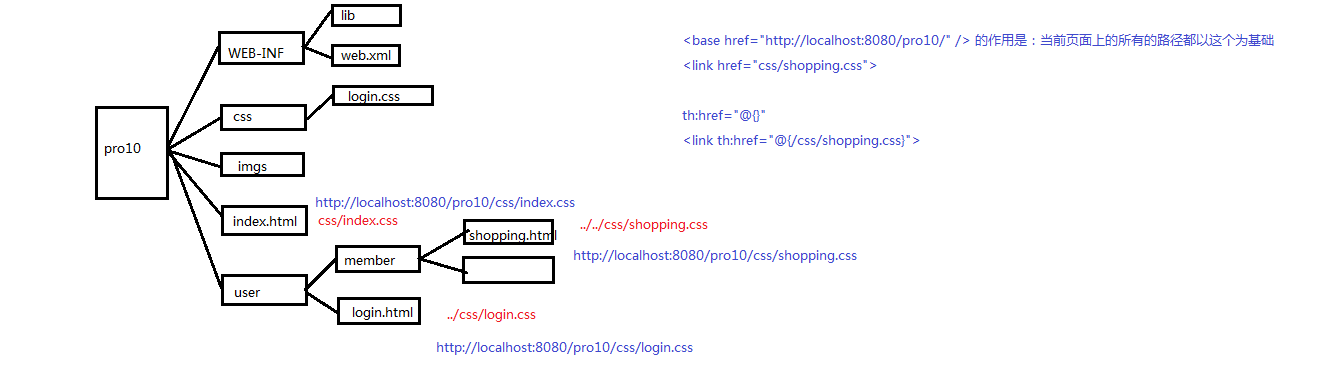 lib
WEB-INF
web.xml
login.css
css
pro10
imgs
http://localhost:8080/pro10/css/index.css
index.html
css/index.css
shopping.html
../../css/shopping.css
member
http://localhost:8080/pro10/css/shopping.css
user
login.html
../css/login.css
http://localhost:8080/pro10/css/login.css
<base href="http://localhost:8080/pro10/" /> 的作用是：当前页面上的所有的路径都以这个为基础
<link href="css/shopping.css">
th:href="@{}"
<link th:href="@{/css/shopping.css}">